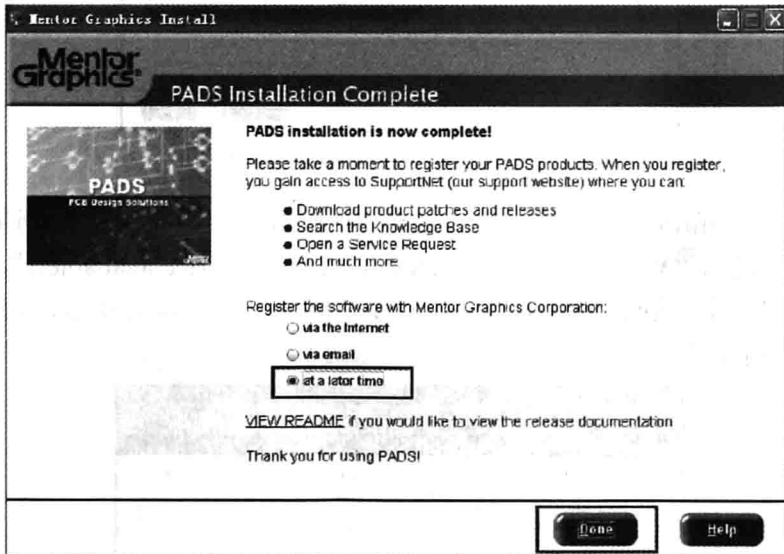 Mentor Graphics Install
Mentor
Graphics®
PADS Installation Complete
PADS
PCB Design Solutions
PADS installation is now complete!
Please take a moment to register your PADS products. When you register,
you gain access to SupportNet (our support website) where you can:
● Download product patches and releases
● Search the Knowledge Base
● Open a Service Request
● And much more
Register the software with Mentor Graphics Corporation:
via the Internet
via email
at a later time
VIEW README if you would like to view the release documentation
Thank you for using PADS!
Done
Help